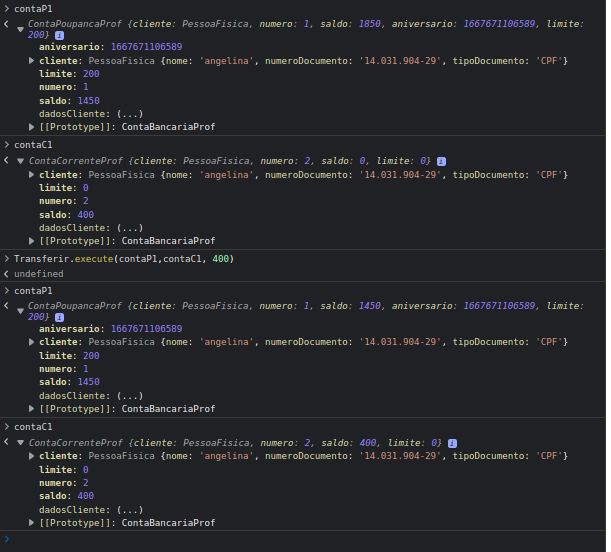 > contaP1
< ▼ ContaPoupancaProf {cliente: PessoaFisica, numero: 1, saldo: 1850, aniversario: 1667671106589, limite:
200} i
aniversario: 1667671106589
▶ cliente: PessoaFisica {nome: 'angelina', numeroDocumento: '14.031.904-29', tipoDocumento: 'CPF'}
limite: 200
numero: 1
saldo: 1450
dadosCliente: (...)
▶ [[Prototype]]: ContaBancariaProf
> contaC1
< ▼ ContaCorrenteProf {cliente: PessoaFisica, numero: 2, saldo: 0, limite: 0} i
▶ cliente: PessoaFisica {nome: 'angelina', numeroDocumento: '14.031.904-29', tipoDocumento: 'CPF'}
limite: 0
numero: 2
saldo: 400
dadosCliente: (...)
▶ [[Prototype]]: ContaBancariaProf
> Transferir.execute(contaP1,contaC1, 400)
< undefined
> contaP1
< ▼ ContaPoupancaProf {cliente: PessoaFisica, numero: 1, saldo: 1450, aniversario: 1667671106589, limite:
200} i
aniversario: 1667671106589
▶ cliente: PessoaFisica {nome: 'angelina', numeroDocumento: '14.031.904-29', tipoDocumento: 'CPF'}
limite: 200
numero: 1
saldo: 1450
dadosCliente: (...)
▶ [[Prototype]]: ContaBancariaProf
> contaC1
< ▼ ContaCorrenteProf {cliente: PessoaFisica, numero: 2, saldo: 400, limite: 0} i
▶ cliente: PessoaFisica {nome: 'angelina', numeroDocumento: '14.031.904-29', tipoDocumento: 'CPF'}
limite: 0
numero: 2
saldo: 400
dadosCliente: (...)
▶ [[Prototype]]: ContaBancariaProf
>